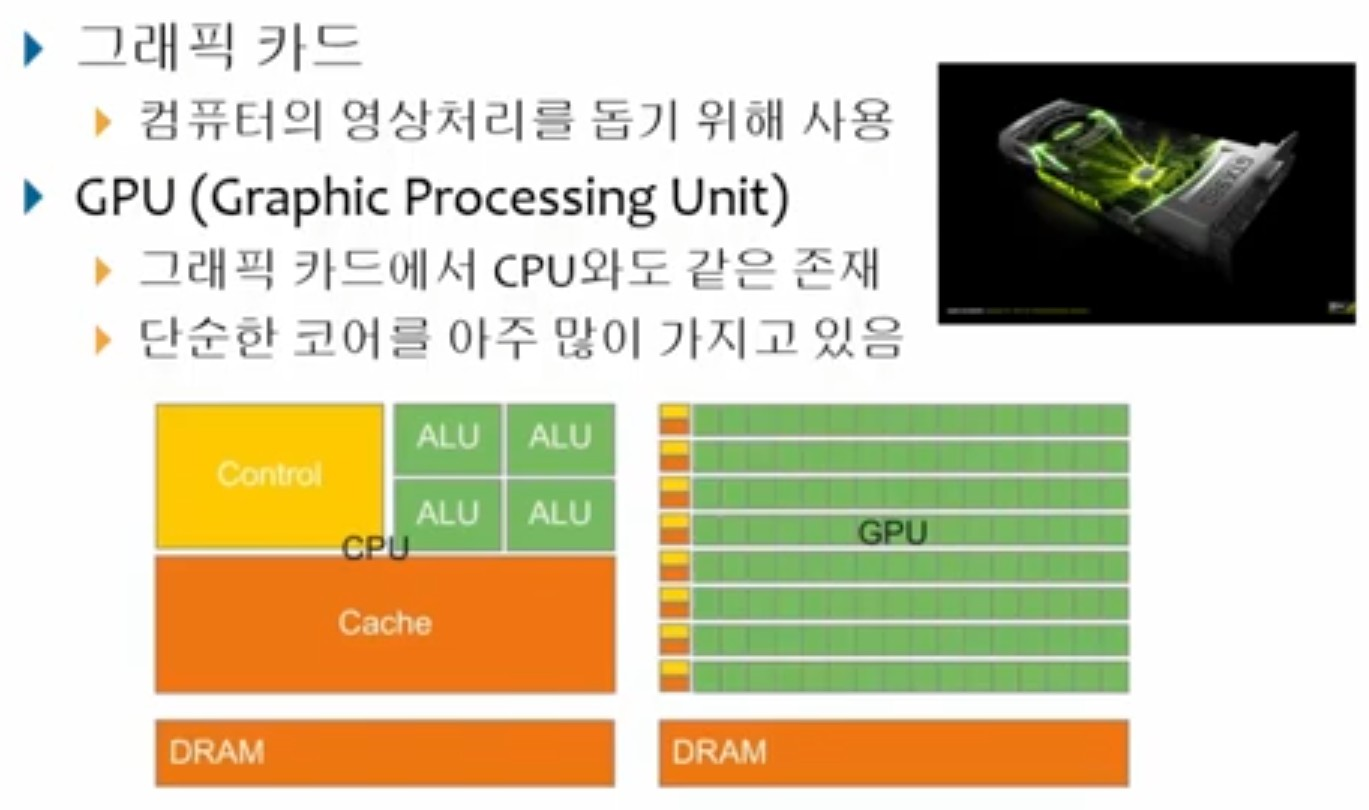 그래픽 카드
컴퓨터의 영상처리를 돕기 위해 사용
GPU (Graphic Processing Unit)
그래픽 카드에서 CPU와도 같은 존재
단순한 코어를 아주 많이 가지고 있음
Control
ALU ALU
ALU ALU
CPU
Cache
DRAM
GPU
DRAM